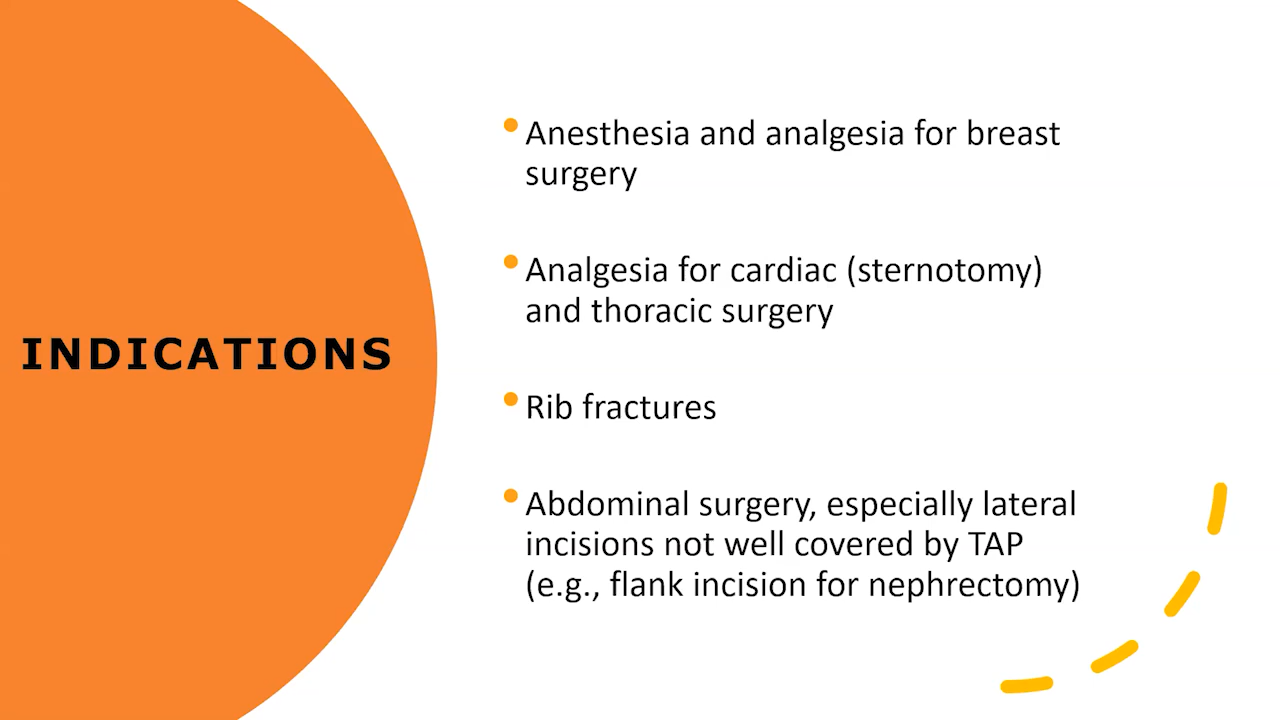 INDICATIONS
• Anesthesia and analgesia for breast
surgery
• Analgesia for cardiac (sternotomy)
and thoracic surgery
• Rib fractures
• Abdominal surgery, especially lateral
incisions not well covered by TAP
(e.g., flank incision for nephrectomy)